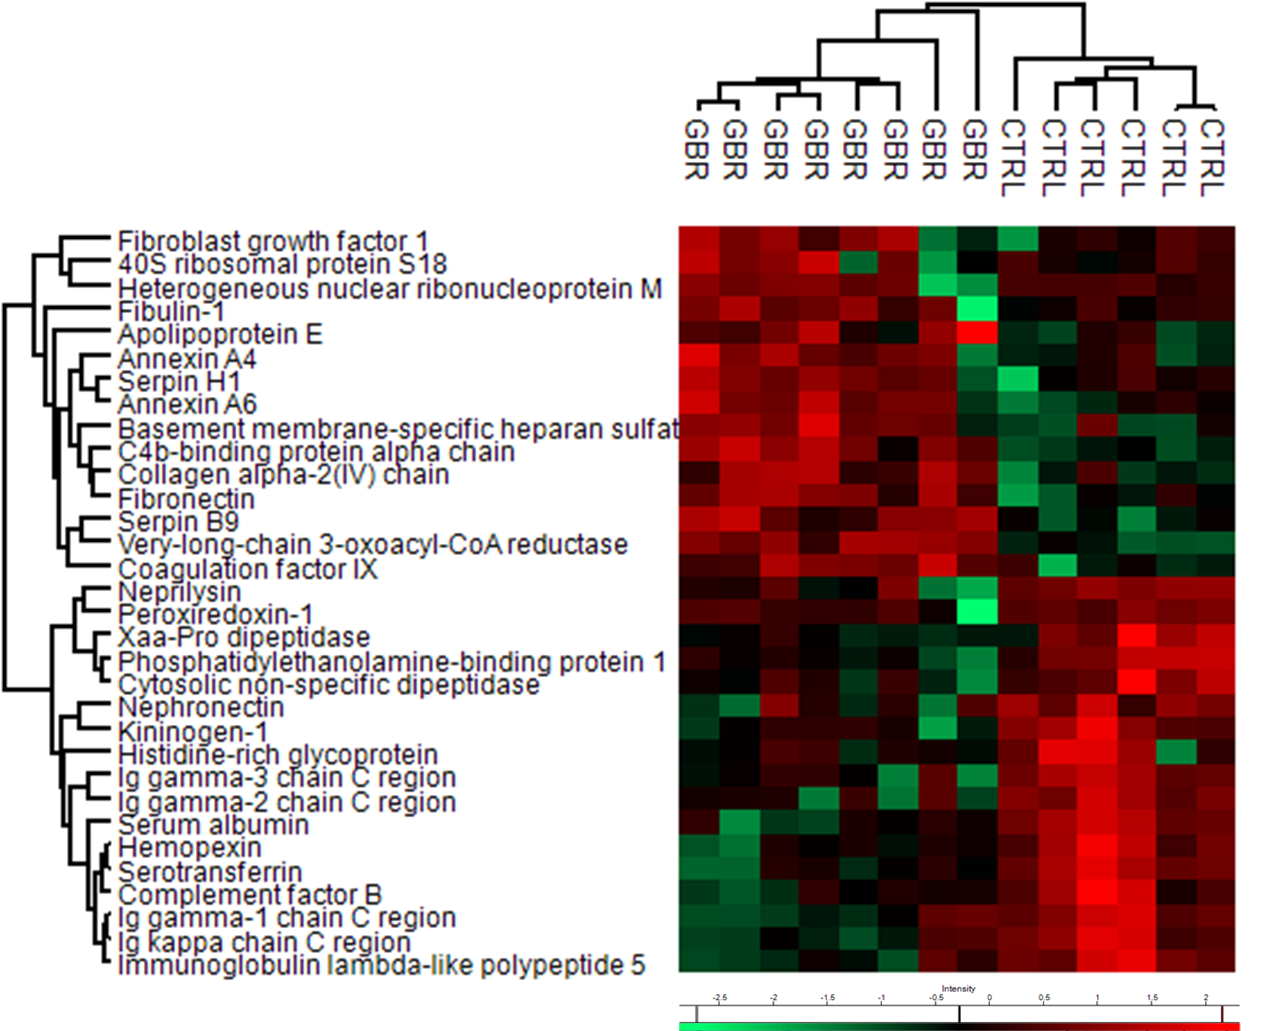 GBR GBR GBR GBR GBR GBR GBR GBR CTRL CTRL CTRL CTRL CTRL CTRL
Fibroblast growth factor 1
40S ribosomal protein S18
Heterogeneous nuclear ribonucleoprotein M
Fibulin-1
Apolipoprotein E
Annexin A4
Serpin H1
Annexin A6
Basement membrane-specific heparan sulfat
C4b-binding protein alpha chain
Collagen alpha-2(IV) chain
Fibronectin
Serpin B9
Very-long-chain 3-oxoacyl-CoA reductase
Coagulation factor IX
Neprilysin
Peroxiredoxin-1
Xaa-Pro dipeptidase
Phosphatidylethanolamine-binding protein 1
Cytosolic non-specific dipeptidase
Nephronectin
Kininogen-1
Histidine-rich glycoprotein
Ig gamma-3 chain C region
Ig gamma-2 chain C region
Serum albumin
Hemopexin
Serotransferrin
Complement factor B
Ig gamma-1 chain C region
Ig kappa chain C region
Immunoglobulin lambda-like polypeptide 5
Intensity
-2.5 -2 -1.5 -1 -0.5 0 0.5 1 1.5 2